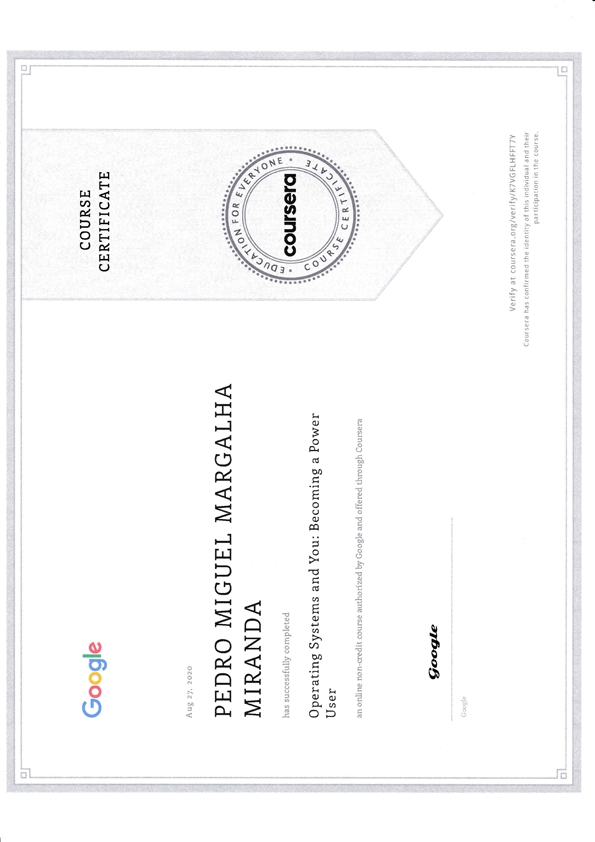 Google
Aug 27, 2020
PEDRO MIGUEL MARGALHA
MIRANDA
has successfully completed
Operating Systems and You: Becoming a Power
User
an online non-credit course authorized by Google and offered through Coursera
Google
Google
COURSE
CERTIFICATE
EDUCATION FOR EVERYONE
coursera
COURSE CERTIFICATE
Verify at coursera.org/verify/K7VGFLHFFT7Y
Coursera has confirmed the identity of this individual and their
participation in the course.